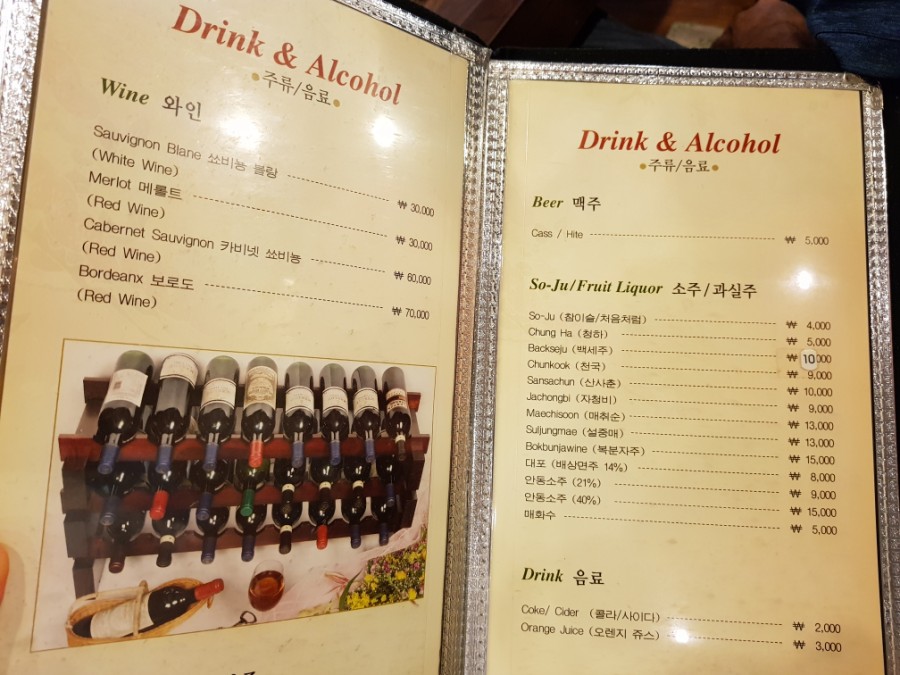 Drink & Alcohol
주류/음료
Wine 와인
Sauvignon Blane 쏘비뇽 블랑 ₩ 30,000
(White Wine)
Merlot 메롤트 ₩ 30,000
(Red Wine)
Cabernet Sauvignon 카비넷 쏘비뇽 ₩ 60,000
(Red Wine)
Bordeanx 보로도 ₩ 70,000
(Red Wine)
Drink & Alcohol
주류/음료
Beer 맥주
Cass / Hite ₩ 5,000
So-Ju/Fruit Liquor 소주/과실주
So-Ju (참이슬/처음처럼) ₩ 4,000
Chung Ha (청하) ₩ 5,000
Backseju (백세주) ₩ 10,000
Chunkook (천국) ₩ 9,000
Sansachun (산사춘) ₩ 10,000
Jachongbi (자청비) ₩ 9,000
Maechisoon (매취순) ₩ 13,000
Suljungmae (설중매) ₩ 13,000
Bokbunjawine (복분자주) ₩ 15,000
대포 (배상면주 14%) ₩ 8,000
안동소주 (21%) ₩ 9,000
안동소주 (40%) ₩ 15,000
매화수 ₩ 5,000
Drink 음료
Coke/ Cider (콜라/사이다) ₩ 2,000
Orange Juice (오렌지 쥬스) ₩ 3,000